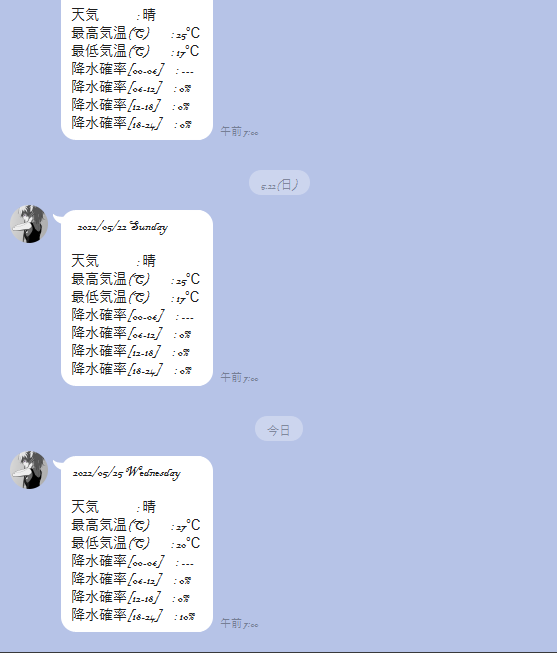 天気 : 晴
最高気温(℃) : 25℃
最低気温(℃) : 17℃
降水確率[00-06] : ---
降水確率[06-12] : 0%
降水確率[12-18] : 0%
降水確率[18-24] : 0%
午前 7:00
5.22(日)
2022/05/22 Sunday
天気 : 晴
最高気温(℃) : 25℃
最低気温(℃) : 17℃
降水確率[00-06] : ---
降水確率[06-12] : 0%
降水確率[12-18] : 0%
降水確率[18-24] : 0%
午前 7:00
今日
2022/05/25 Wednesday
天気 : 晴
最高気温(℃) : 27℃
最低気温(℃) : 20℃
降水確率[00-06] : ---
降水確率[06-12] : 0%
降水確率[12-18] : 0%
降水確率[18-24] : 10%
午前 7:00